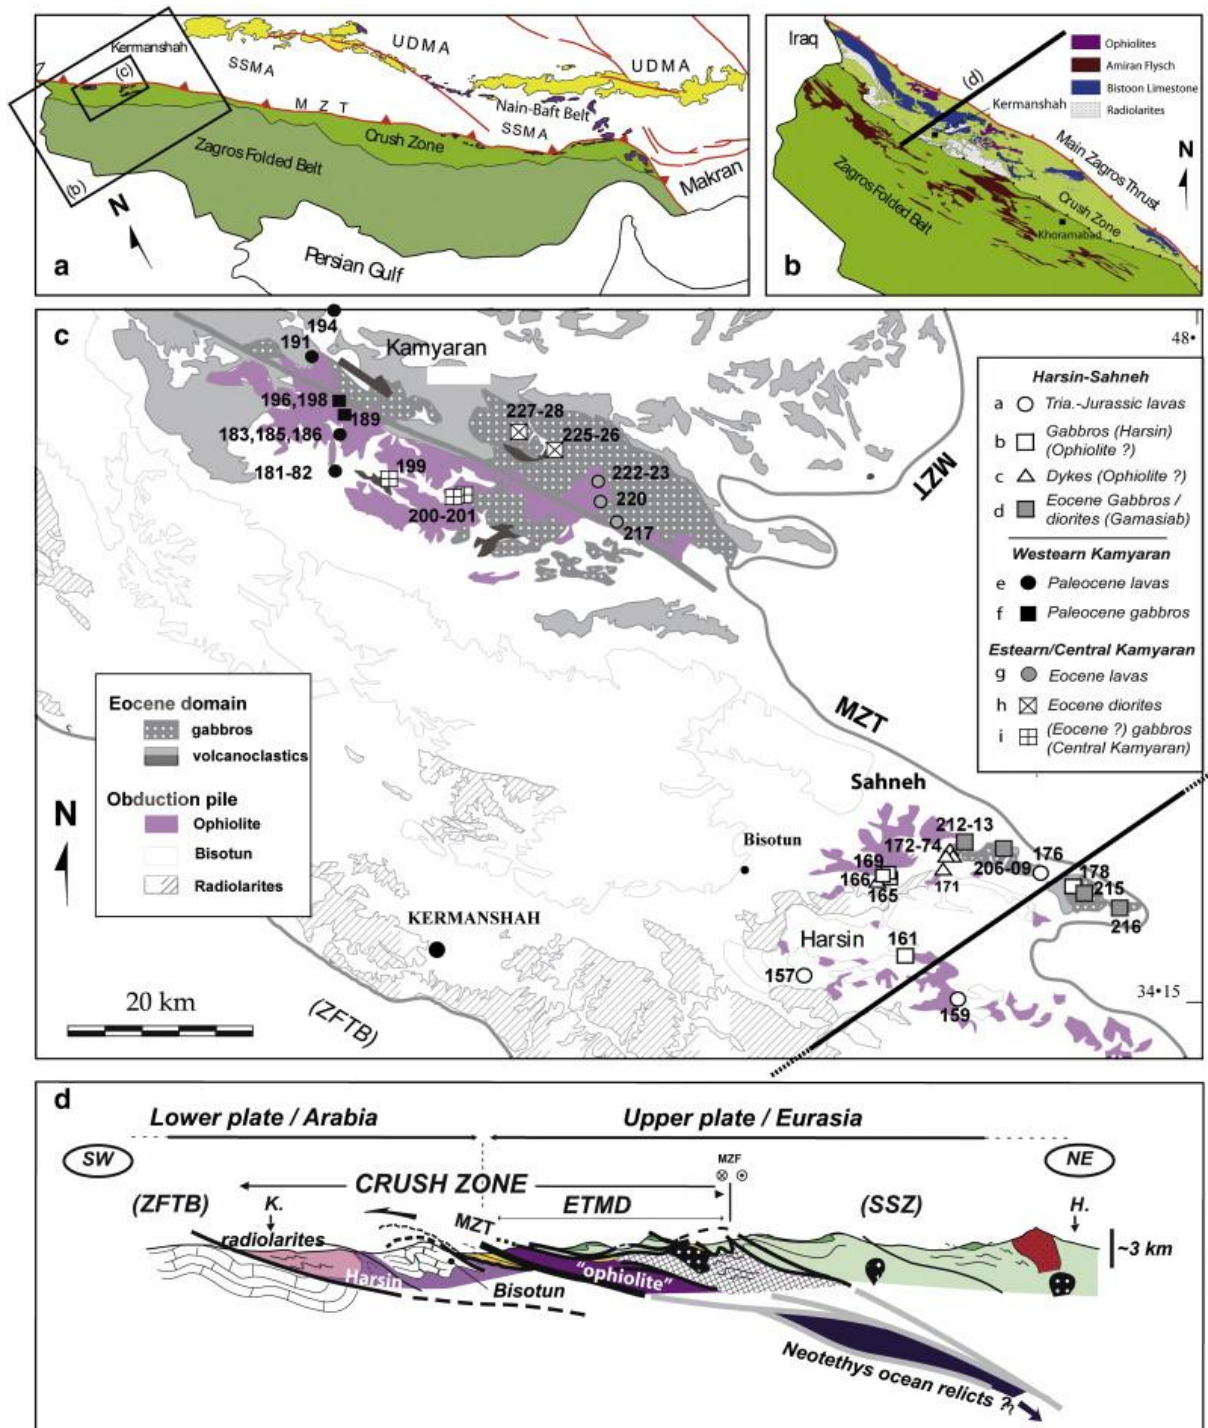 Kermanshah
UDMA
SSMA
(c)
UDMA
M Z T
Nain-Baft Belt
SSMA
Crush Zone
Zagros Folded Belt
Makran
(b)
N
Persian Gulf
a
Iraq
Ophiolites
Amiran Flysch
Bistoon Limestone
Radiolarites
(d)
Kermanshah
Main Zagros Thrust
N
Zagros Folded Belt
Crush Zone
Khoramabad
b
c
194
191
Kamyaran
48•
196,198
189
227-28
183,185,186
225-26
181-82
199
222-23
220
200-201
217
MZT
Harsin-Sahneh
a Tria.-Jurassic lavas
b Gabbros (Harsin)
(Ophiolite ?)
c Dykes (Ophiolite ?)
d Eocene Gabbros /
diorites (Gamasiab)
Westearn Kamyaran
e Paleocene lavas
f Paleocene gabbros
Estearn/Central Kamyaran
g Eocene lavas
h Eocene diorites
i (Eocene ?) gabbros
(Central Kamyaran)
Eocene domain
gabbros
volcanoclastics
Obduction pile
Ophiolite
Bisotun
Radiolarites
N
MZT
Sahneh
Bisotun
212-13
172-74
176
169
206-09
178
166
171
165
215
216
KERMANSHAH
Harsin
161
157
159
34•15
20 km
(ZFTB)
d
Lower plate / Arabia
Upper plate / Eurasia
SW
NE
MZF
CRUSH ZONE
(ZFTB)
K.
MZT
ETMD
(SSZ)
H.
radiolarites
~3 km
Harsin
"ophiolite"
Bisotun
Neotethys ocean relicts ?